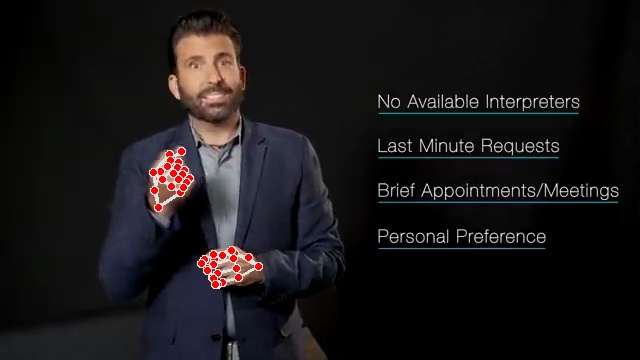 No Available Interpreters
Last Minute Requests
Brief Appointments/Meetings
Personal Preference